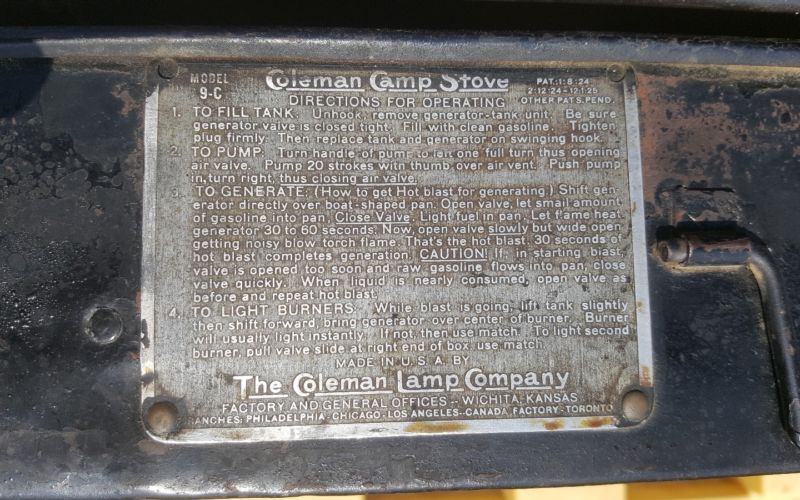 MODEL 9-C
Coleman Camp Stove
PAT. 1:8:24
2:12:24-12:1:25
OTHER PATS. PEND.
DIRECTIONS FOR OPERATING
1. TO FILL TANK. Unhook, remove generator-tank unit. Be sure
generator valve is closed tight. Fill with clean gasoline. Tighten
plug firmly. Then replace tank and generator on swinging hook.
2. TO PUMP. Turn handle of pump to left one full turn thus opening
air valve. Pump 20 strokes with thumb over air vent. Push pump
in, turn right, thus closing air valve.
3. TO GENERATE: (How to get Hot blast for generating.) Shift gen-
erator directly over boat-shaped pan. Open valve, let small amount
of gasoline into pan. Close Valve. Light fuel in pan. Let flame heat
generator 30 to 60 seconds. Now, open valve slowly but wide open
getting noisy blow torch flame. That's the hot blast. 30 seconds of
hot blast completes generation. CAUTION! If, in starting blast,
valve is opened too soon and raw gasoline flows into pan, close
valve quickly. When liquid is nearly consumed, open valve as
before and repeat hot blast.
4. TO LIGHT BURNERS. While blast is going, lift tank slightly
then shift forward, bring generator over center of burner. Burner
will usually light instantly. If not, then use match. To light second
burner, pull valve slide at right end of box, use match.
MADE IN U.S.A. BY
The Coleman Lamp Company
FACTORY AND GENERAL OFFICES - WICHITA, KANSAS
RANCHES: PHILADELPHIA-CHICAGO-LOS ANGELES-CANADA, FACTORY-TORONTO